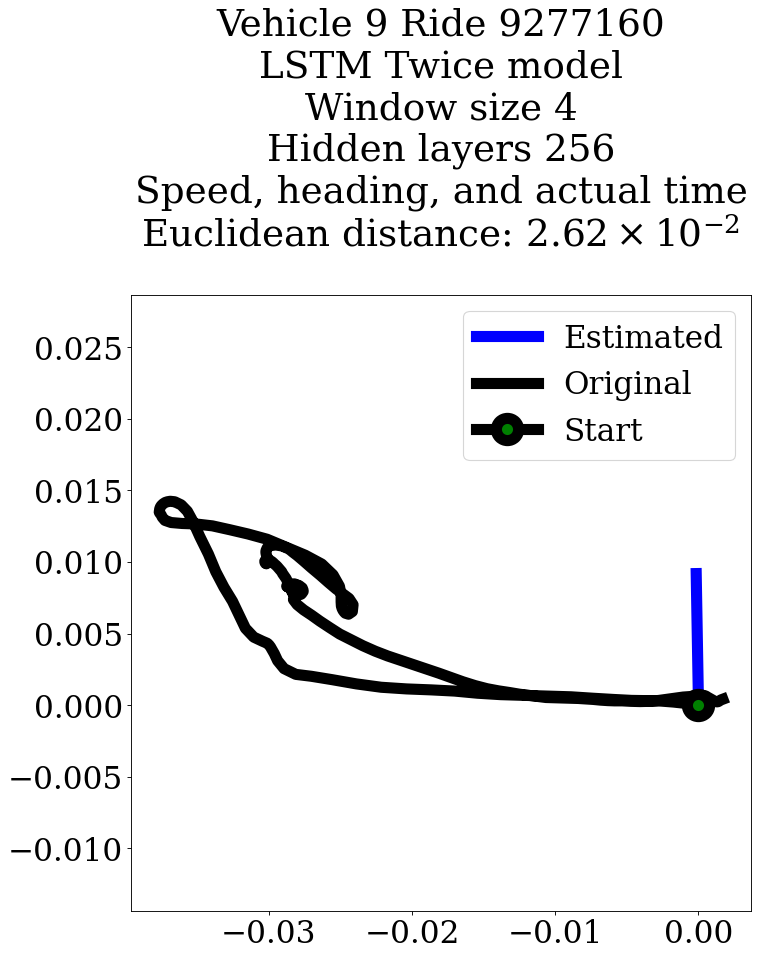 Vehicle 9 Ride 9277160
LSTM Twice model
Window size 4
Hidden layers 256
Speed, heading, and actual time
Euclidean distance: 2.62 × 10⁻²
Estimated
Original
Start
0.025
0.020
0.015
0.010
0.005
0.000
−0.005
−0.010
−0.03 −0.02 −0.01 0.00